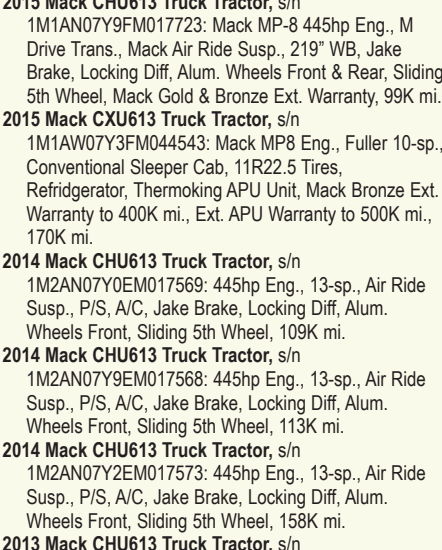 2015 Mack CHU613 Truck Tractor, s/n
1M1AN07Y9FM017723: Mack MP-8 445hp Eng., M
Drive Trans., Mack Air Ride Susp., 219” WB, Jake
Brake, Locking Diff, Alum. Wheels Front & Rear, Sliding
5th Wheel, Mack Gold & Bronze Ext. Warranty, 99K mi.
2015 Mack CXU613 Truck Tractor, s/n
1M1AW07Y3FM044543: Mack MP8 Eng., Fuller 10-sp.,
Conventional Sleeper Cab, 11R22.5 Tires,
Refridgerator, Thermoking APU Unit, Mack Bronze Ext.
Warranty to 400K mi., Ext. APU Warranty to 500K mi.,
170K mi.
2014 Mack CHU613 Truck Tractor, s/n
1M2AN07Y0EM017569: 445hp Eng., 13-sp., Air Ride
Susp., P/S, A/C, Jake Brake, Locking Diff, Alum.
Wheels Front, Sliding 5th Wheel, 109K mi.
2014 Mack CHU613 Truck Tractor, s/n
1M2AN07Y9EM017568: 445hp Eng., 13-sp., Air Ride
Susp., P/S, A/C, Jake Brake, Locking Diff, Alum.
Wheels Front, Sliding 5th Wheel, 113K mi.
2014 Mack CHU613 Truck Tractor, s/n
1M2AN07Y2EM017573: 445hp Eng., 13-sp., Air Ride
Susp., P/S, A/C, Jake Brake, Locking Diff, Alum.
Wheels Front, Sliding 5th Wheel, 158K mi.
2013 Mack CHU613 Truck Tractor, s/n